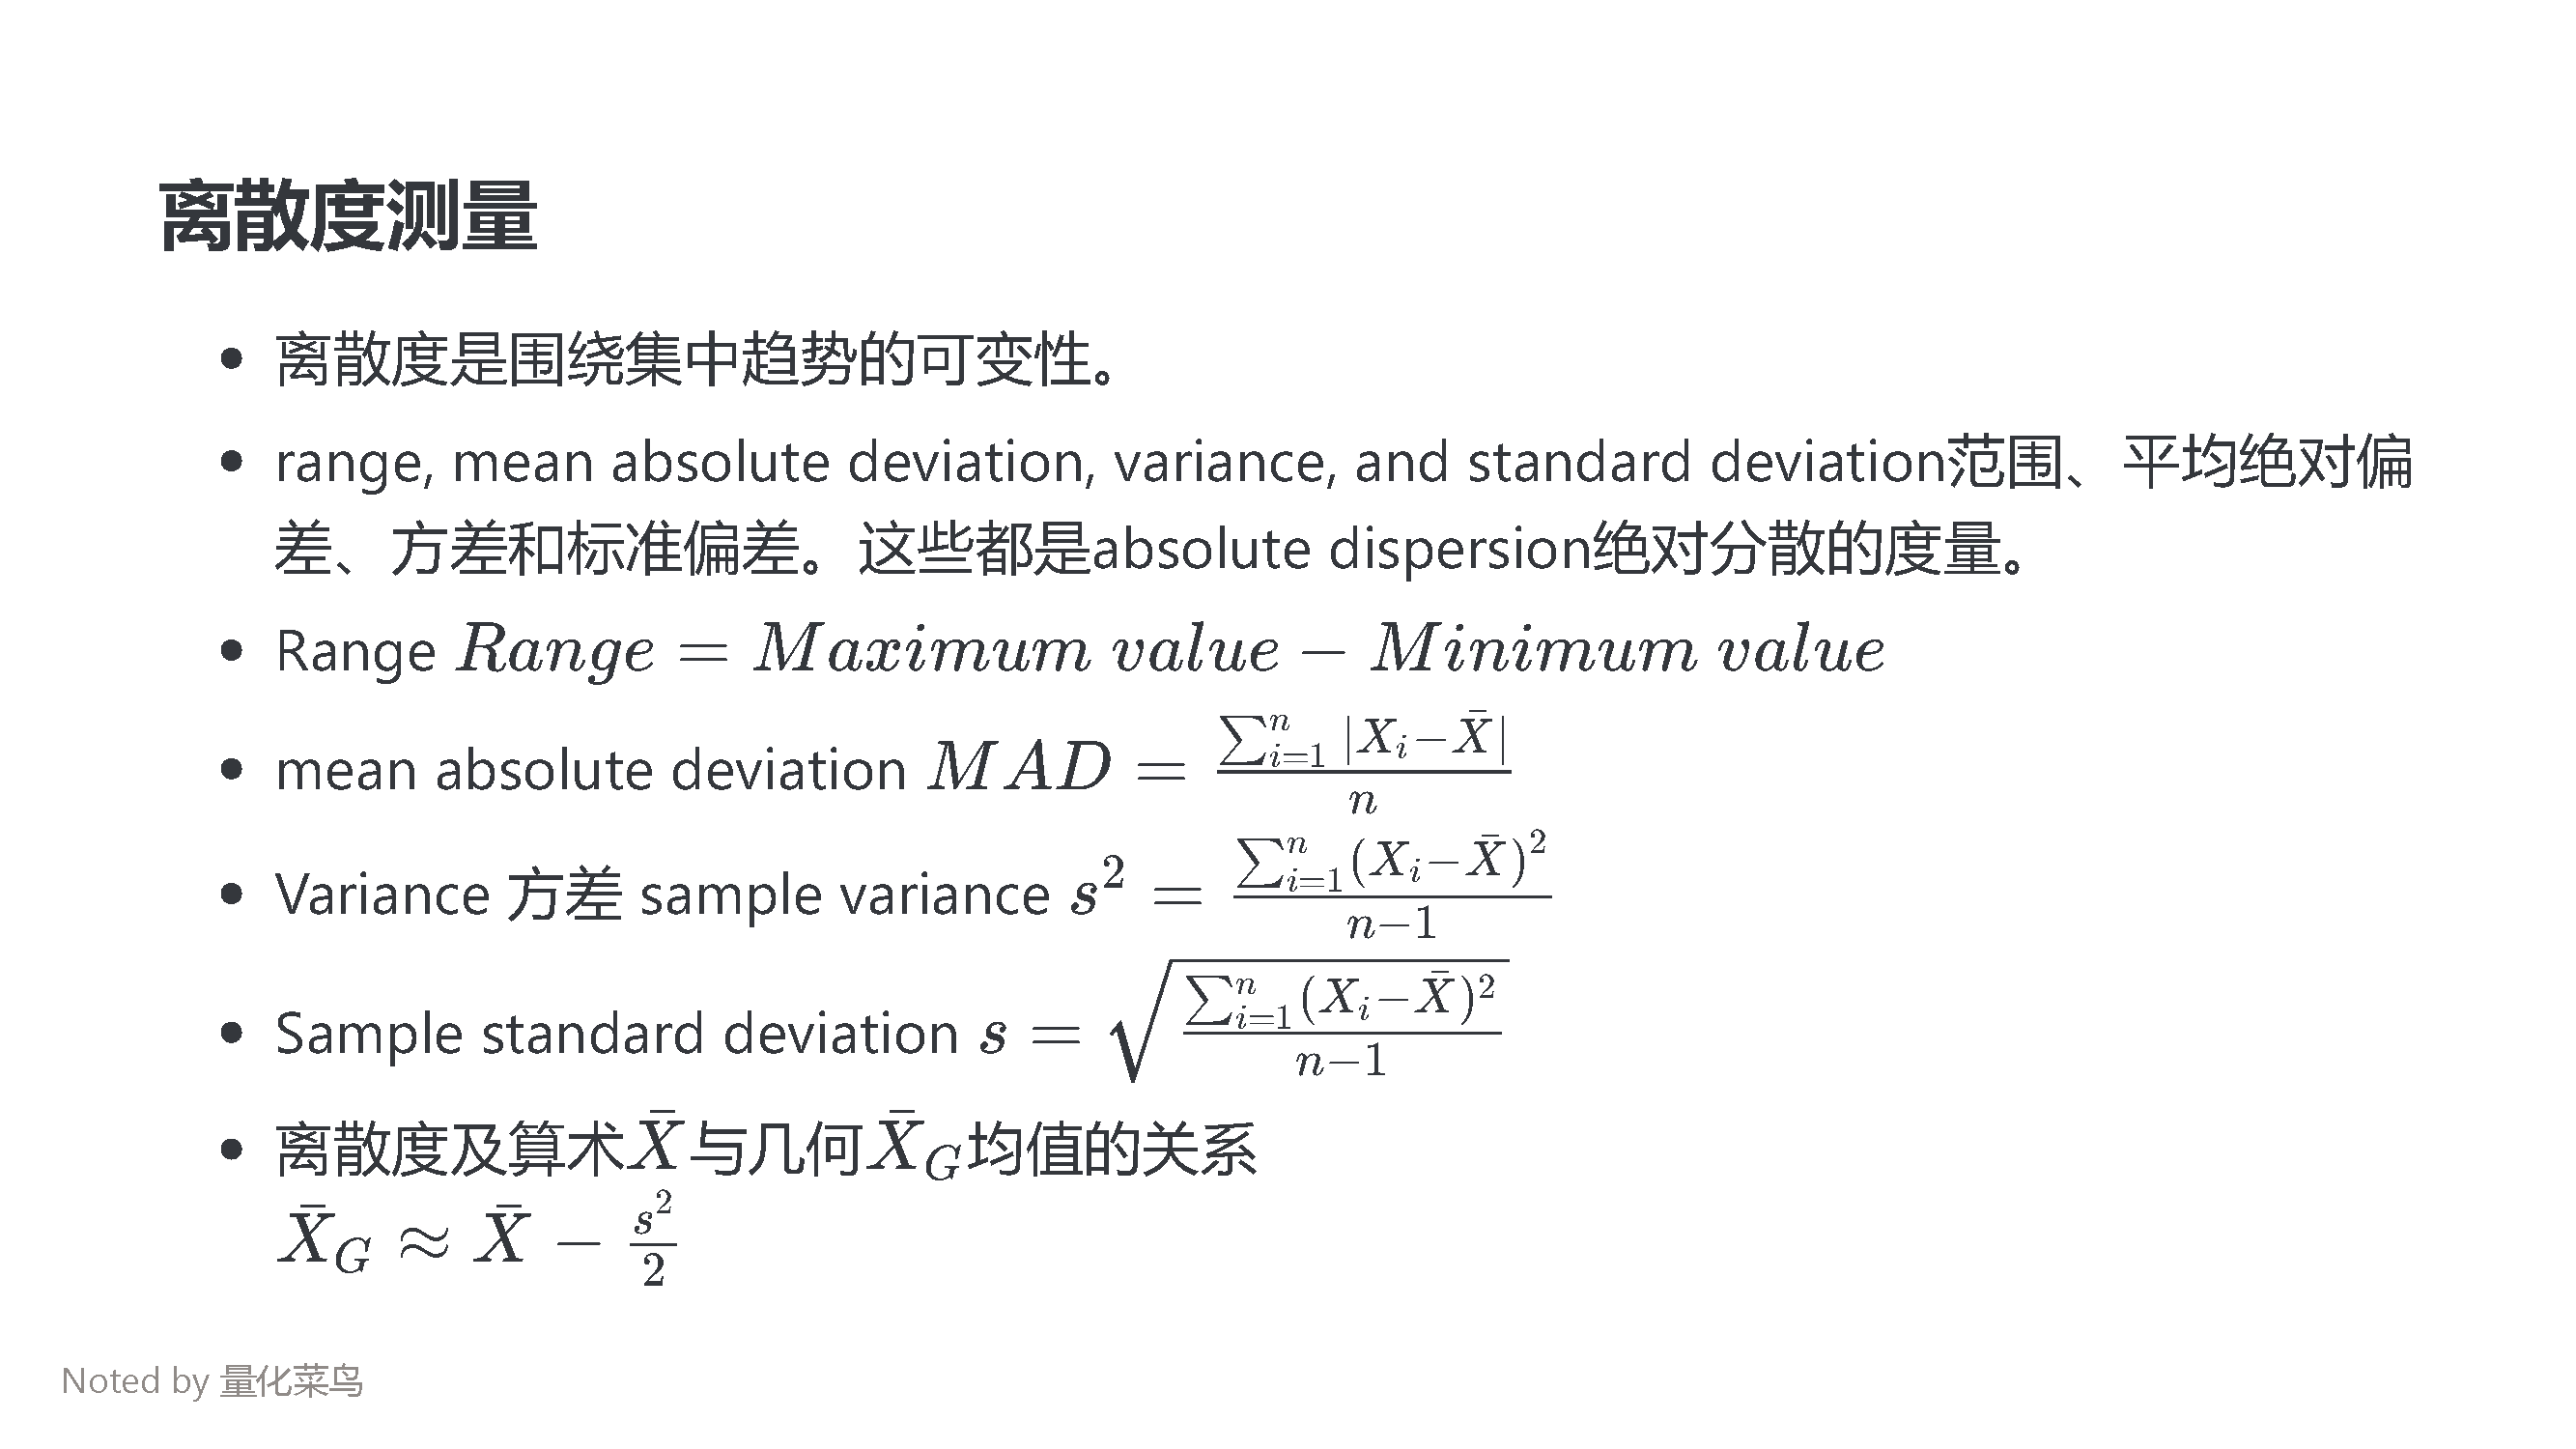 离散度测量
• 离散度是围绕集中趋势的可变性。
• range, mean absolute deviation, variance, and standard deviation范围、平均绝对偏
差、方差和标准偏差。这些都是absolute dispersion绝对分散的度量。
• Range $Range = Maximum\ value - Minimum\ value$
• mean absolute deviation $MAD = \frac{\sum_{i=1}^{n} |X_i - \bar{X}|}{n}$
• Variance 方差 sample variance $s^2 = \frac{\sum_{i=1}^{n} (X_i - \bar{X})^2}{n-1}$
• Sample standard deviation $s = \sqrt{\frac{\sum_{i=1}^{n} (X_i - \bar{X})^2}{n-1}}$
• 离散度及算术$\bar{X}$与几何$\bar{X}_G$均值的关系
$\bar{X}_G \approx \bar{X} - \frac{s^2}{2}$
Noted by 量化菜鸟